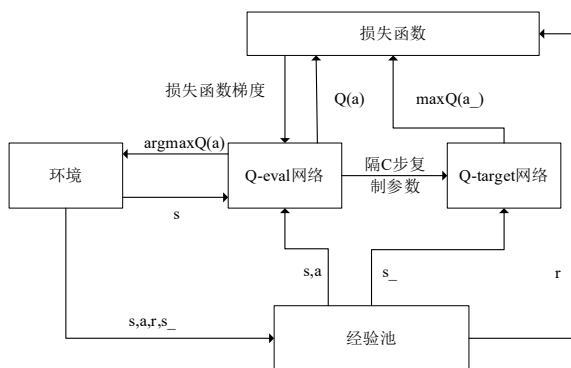 损失函数
损失函数梯度
Q(a)
maxQ(a_)
argmaxQ(a)
环境
Q-eval网络
隔C步复
制参数
Q-target网络
s
s,a
s_
r
s,a,r,s_
经验池